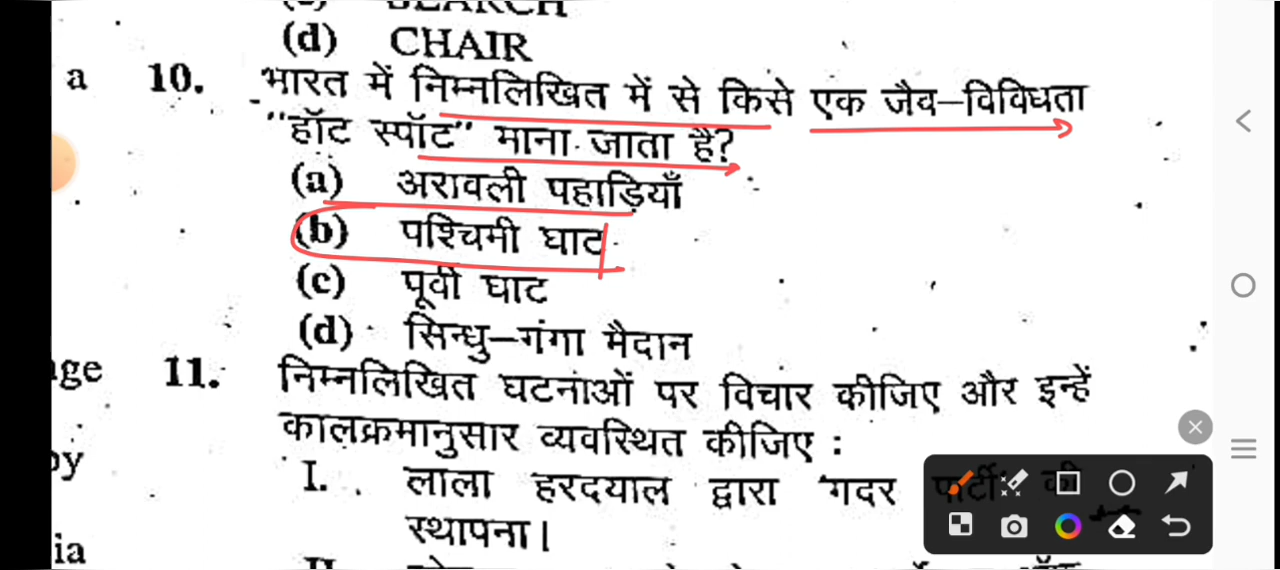 (d) CHAIR
a 10. भारत में निम्नलिखित में से किसे एक जैव–विविधता
"हॉट स्पॉट" माना जाता है?
(a) अरावली पहाड़ियाँ
(b) पश्चिमी घाट
(c) पूर्वी घाट
(d) सिन्धु–गंगा मैदान
11. निम्नलिखित घटनाओं पर विचार कीजिए और इन्हें
कालक्रमानुसार व्यवस्थित कीजिए :
I. लाला हरदयाल द्वारा 'गदर पार्टी' की
स्थापना।
by
ia